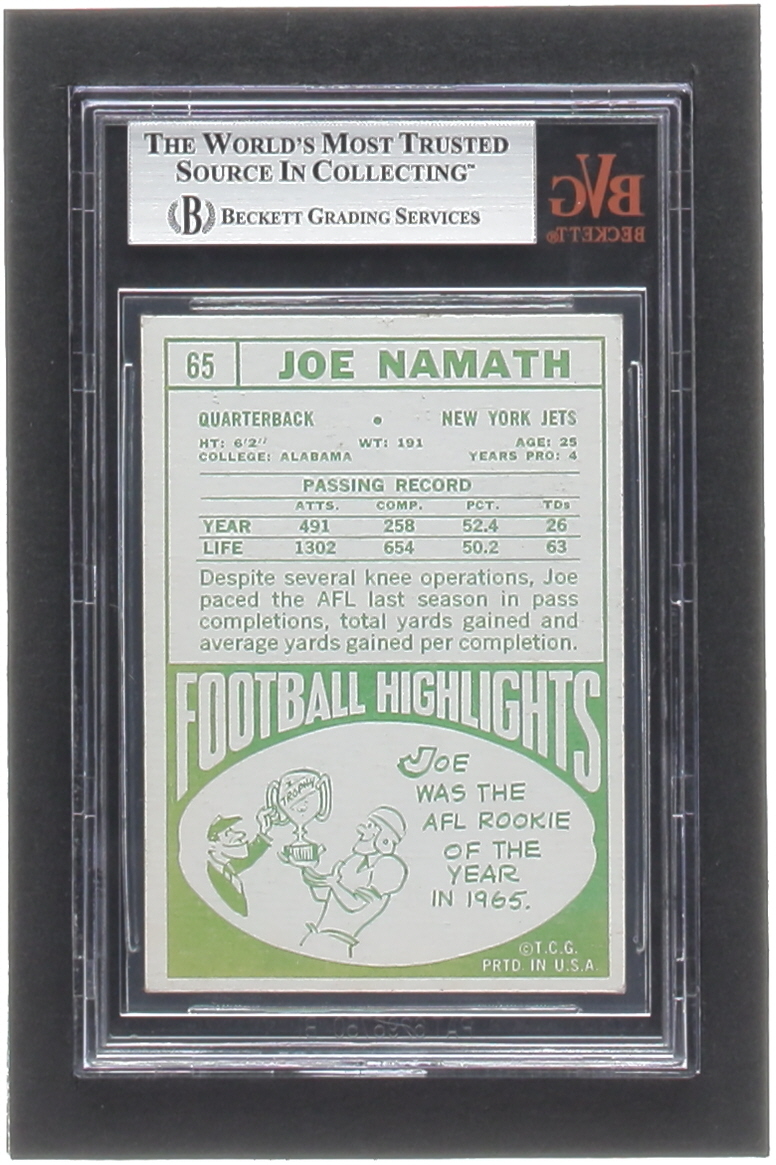 THE WORLD'S MOST TRUSTED
SOURCE IN COLLECTING™
B BECKETT GRADING SERVICES
BVG
BECKETT®
65 JOE NAMATH
QUARTERBACK • NEW YORK JETS
HT: 6'2" WT: 191 AGE: 25
COLLEGE: ALABAMA YEARS PRO: 4
PASSING RECORD
ATTS. COMP. PCT. TDs
YEAR 491 258 52.4 26
LIFE 1302 654 50.2 63
Despite several knee operations, Joe
paced the AFL last season in pass
completions, total yards gained and
average yards gained per completion.
FOOTBALL HIGHLIGHTS
TROPHY
JOE
WAS THE
AFL ROOKIE
OF THE
YEAR
IN 1965.
©T.C.G.
PRTD. IN U.S.A.